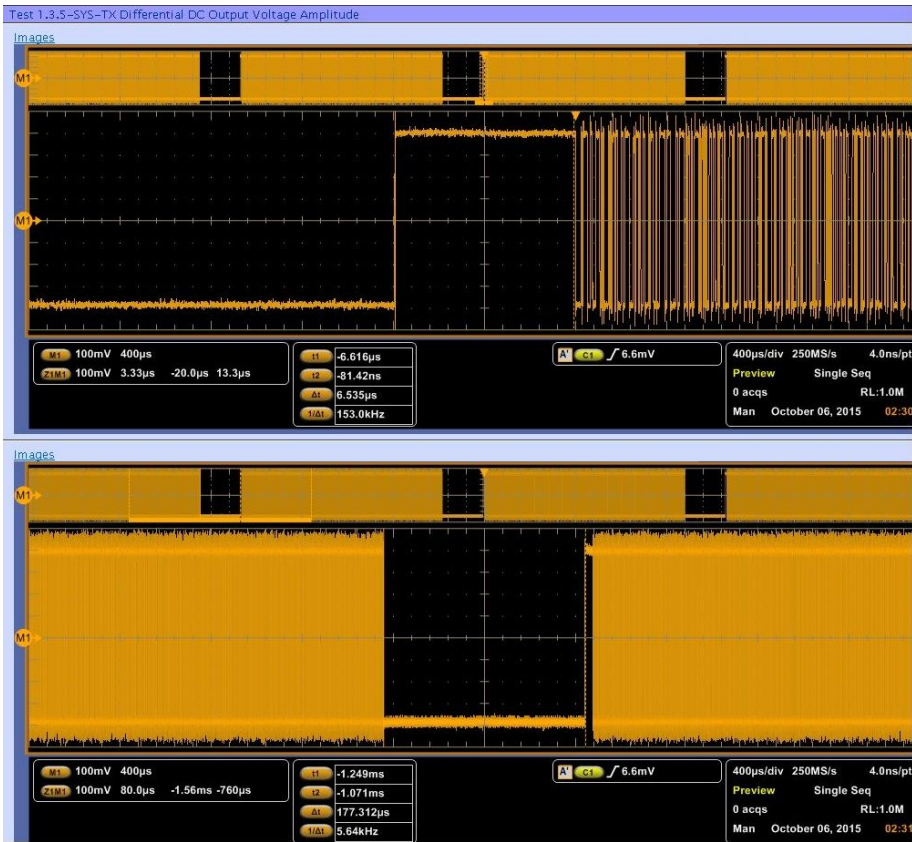 Test 1.3.5-SYS-TX Differential DC Output Voltage Amplitude
Images
M1
M1
M1 100mV 400µs
Z1M1 100mV 3.33µs -20.0µs 13.3µs
t1 -6.616µs
t2 -81.42ns
Δt 6.535µs
1/Δt 153.0kHz
A' C1 6.6mV
400µs/div 250MS/s 4.0ns/pt
Preview Single Seq
0 acqs RL:1.0M
Man October 06, 2015 02:30
Images
M1
M1
M1 100mV 400µs
Z1M1 100mV 80.0µs -1.56ms -760µs
t1 -1.249ms
t2 -1.071ms
Δt 177.312µs
1/Δt 5.64kHz
A' C1 6.6mV
400µs/div 250MS/s 4.0ns/pt
Preview Single Seq
0 acqs RL:1.0M
Man October 06, 2015 02:31